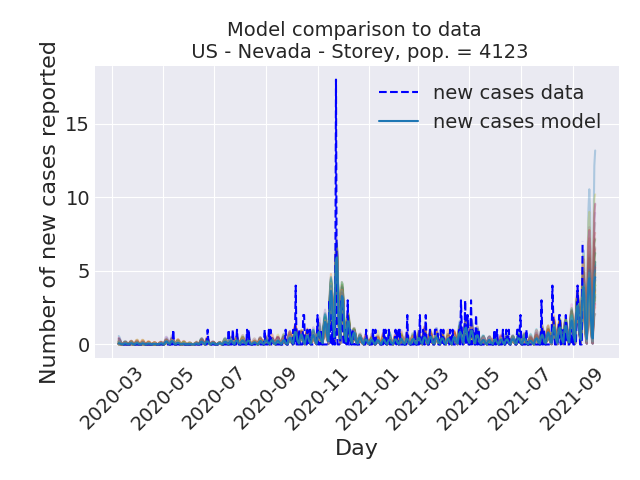 Model comparison to data
US - Nevada - Storey, pop. = 4123
Number of new cases reported
15
10
5
0
new cases data
new cases model
2020-03
2020-05
2020-07
2020-09
2020-11
2021-01
2021-03
2021-05
2021-07
2021-09
Day